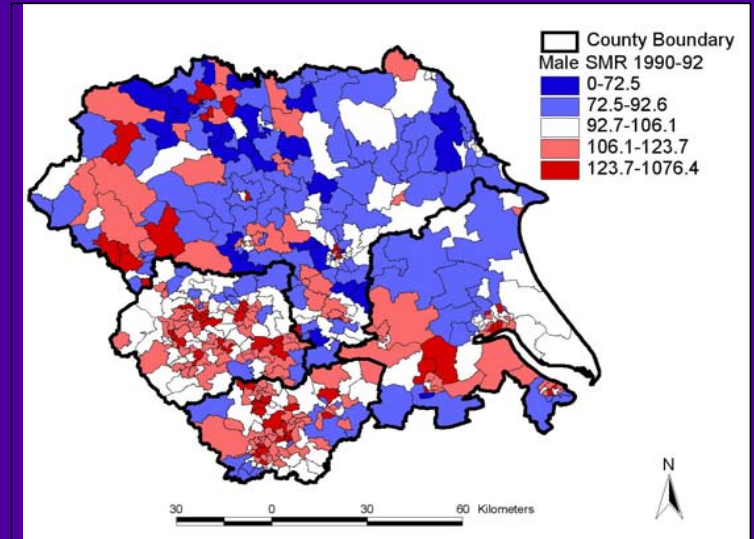 County Boundary
Male SMR 1990-92
0-72.5
72.5-92.6
92.7-106.1
106.1-123.7
123.7-1076.4
N
30 0 30 60 Kilometers